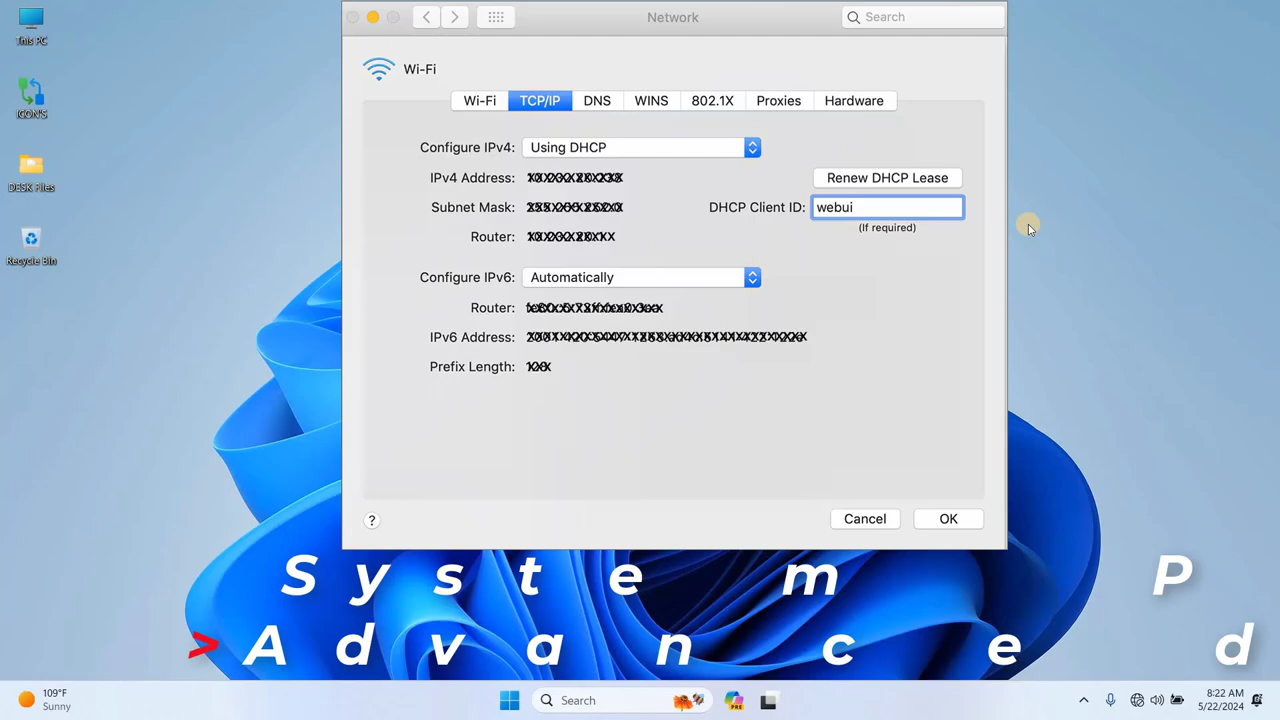 This PC
ICON'S
DESK Files
Recycle Bin
Network
Search
Wi-Fi
Wi-Fi
TCP/IP
DNS
WINS
802.1X
Proxies
Hardware
Configure IPv4:
Using DHCP
IPv4 Address:
Renew DHCP Lease
Subnet Mask:
DHCP Client ID:
webui
(If required)
Router:
Configure IPv6:
Automatically
Router:
IPv6 Address:
Prefix Length:
?
Cancel
OK
S y s t e m P
> A d v a n c e d
109°F
Sunny
Search
PRE
8:22 AM
5/22/2024